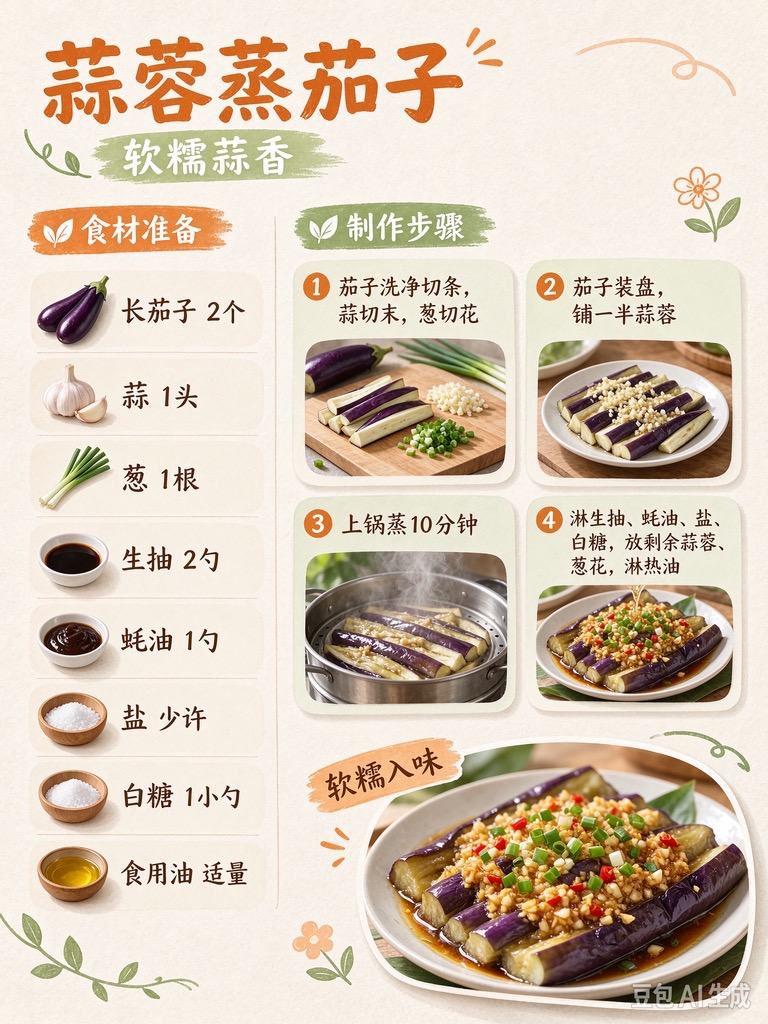 蒜蓉蒸茄子
软糯蒜香
食材准备
长茄子 2个
蒜 1头
葱 1根
生抽 2勺
蚝油 1勺
盐 少许
白糖 1小勺
食用油 适量
制作步骤
1 茄子洗净切条，
蒜切末，葱切花
2 茄子装盘，
铺一半蒜蓉
3 上锅蒸10分钟
4 淋生抽、蚝油、盐、
白糖，放剩余蒜蓉、
葱花，淋热油
软糯入味
豆包AI生成